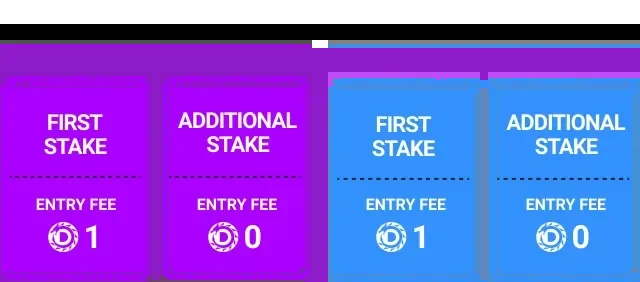 FIRST
STAKE
ENTRY FEE
D 1
ADDITIONAL
STAKE
ENTRY FEE
D 0
FIRST
STAKE
ENTRY FEE
D 1
ADDITIONAL
STAKE
ENTRY FEE
D 0